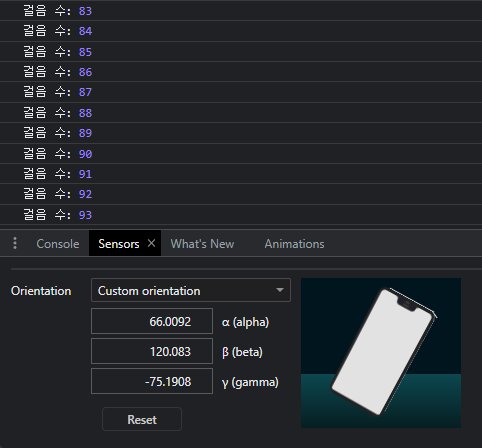 걸음 수: 83
걸음 수: 84
걸음 수: 85
걸음 수: 86
걸음 수: 87
걸음 수: 88
걸음 수: 89
걸음 수: 90
걸음 수: 91
걸음 수: 92
걸음 수: 93
Console Sensors × What's New Animations
Orientation Custom orientation
66.0092 α (alpha)
120.083 β (beta)
-75.1908 γ (gamma)
Reset